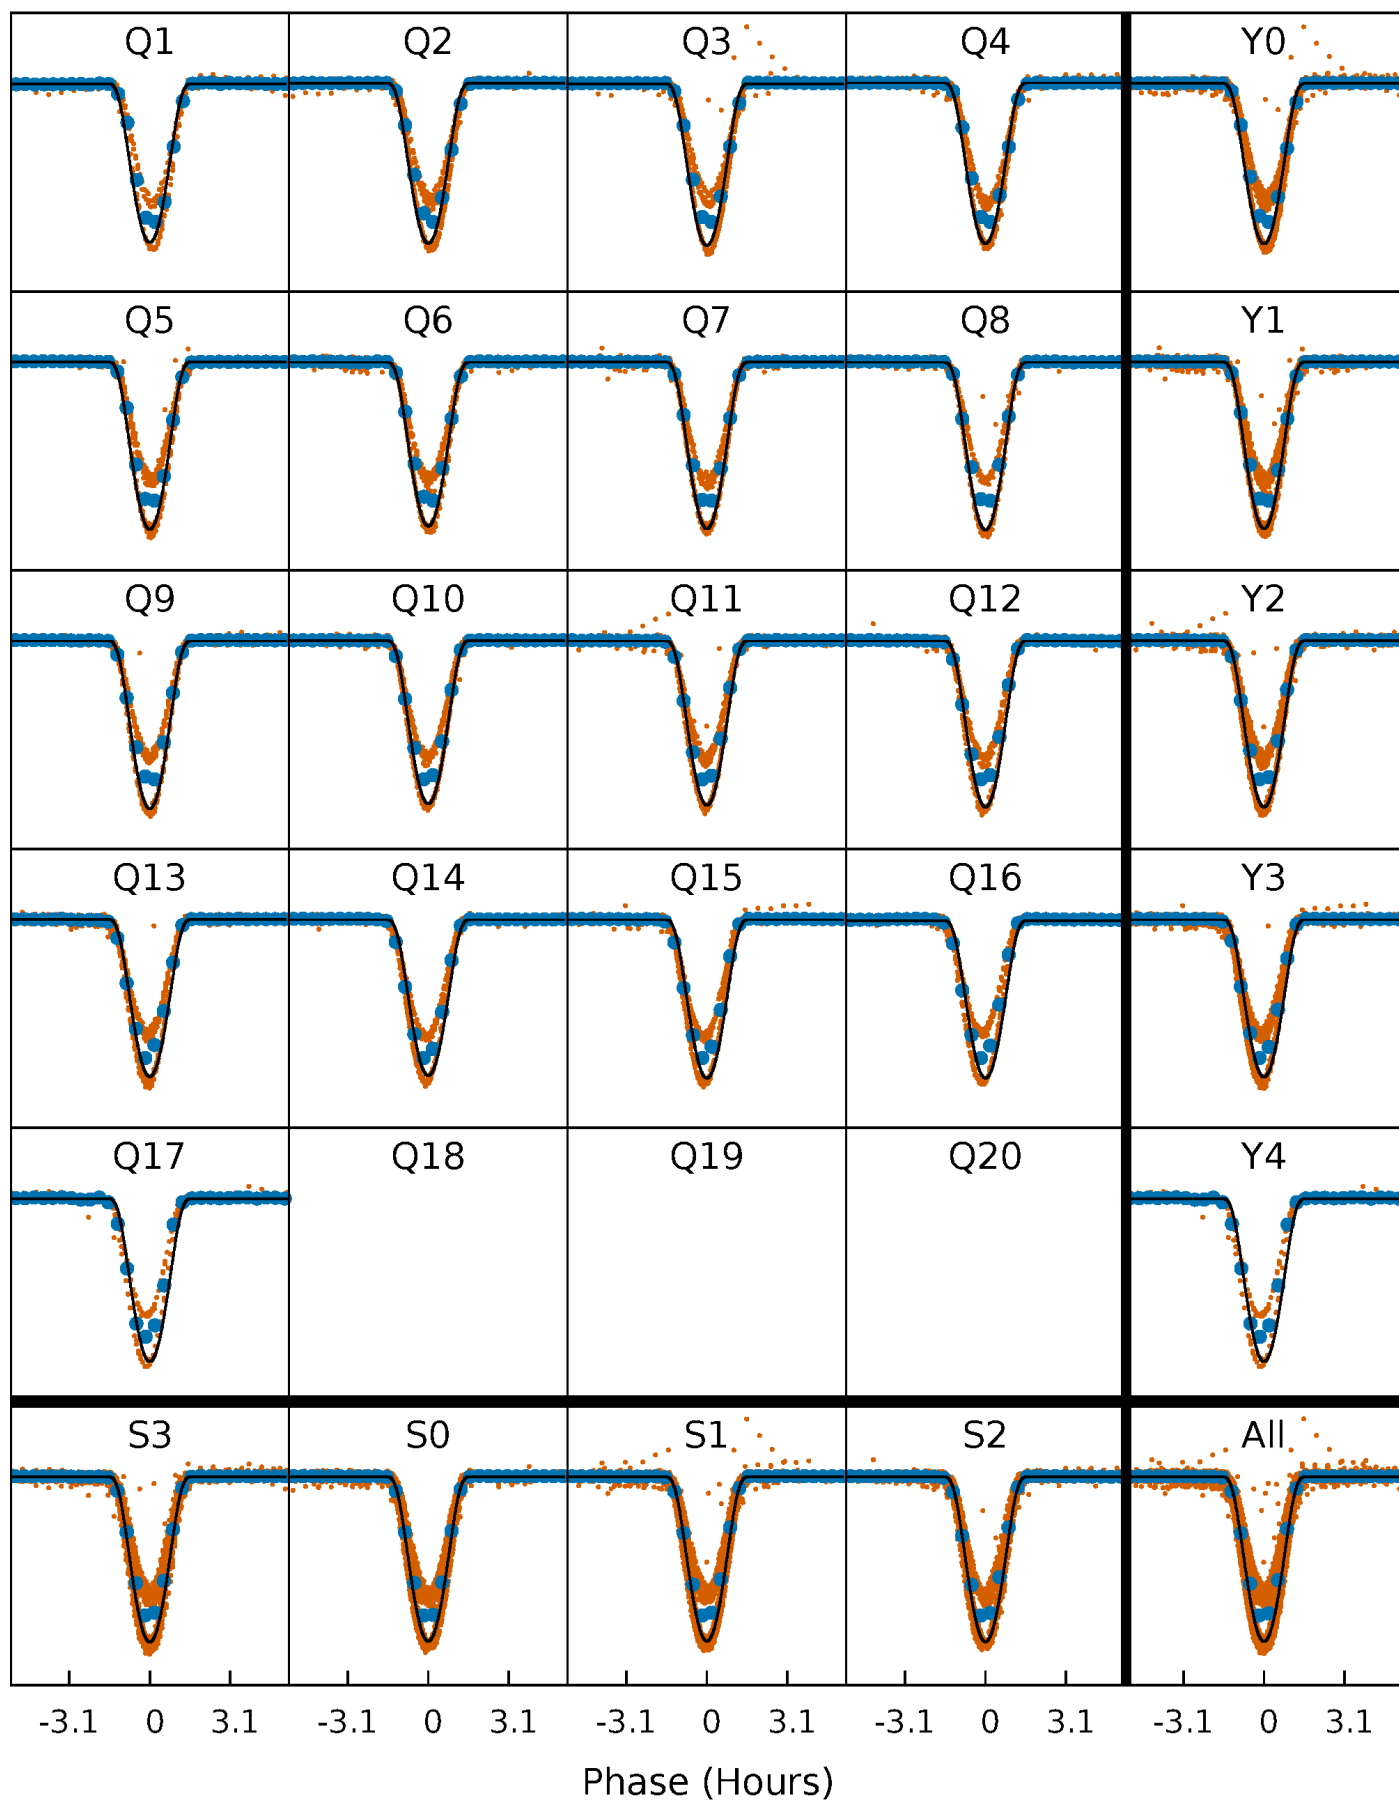 Q1 Q2 Q3 Q4 Y0
Q5 Q6 Q7 Q8 Y1
Q9 Q10 Q11 Q12 Y2
Q13 Q14 Q15 Q16 Y3
Q17 Q18 Q19 Q20 Y4
S3 S0 S1 S2 All
-3.1 0 3.1 -3.1 0 3.1 -3.1 0 3.1 -3.1 0 3.1 -3.1 0 3.1
Phase (Hours)